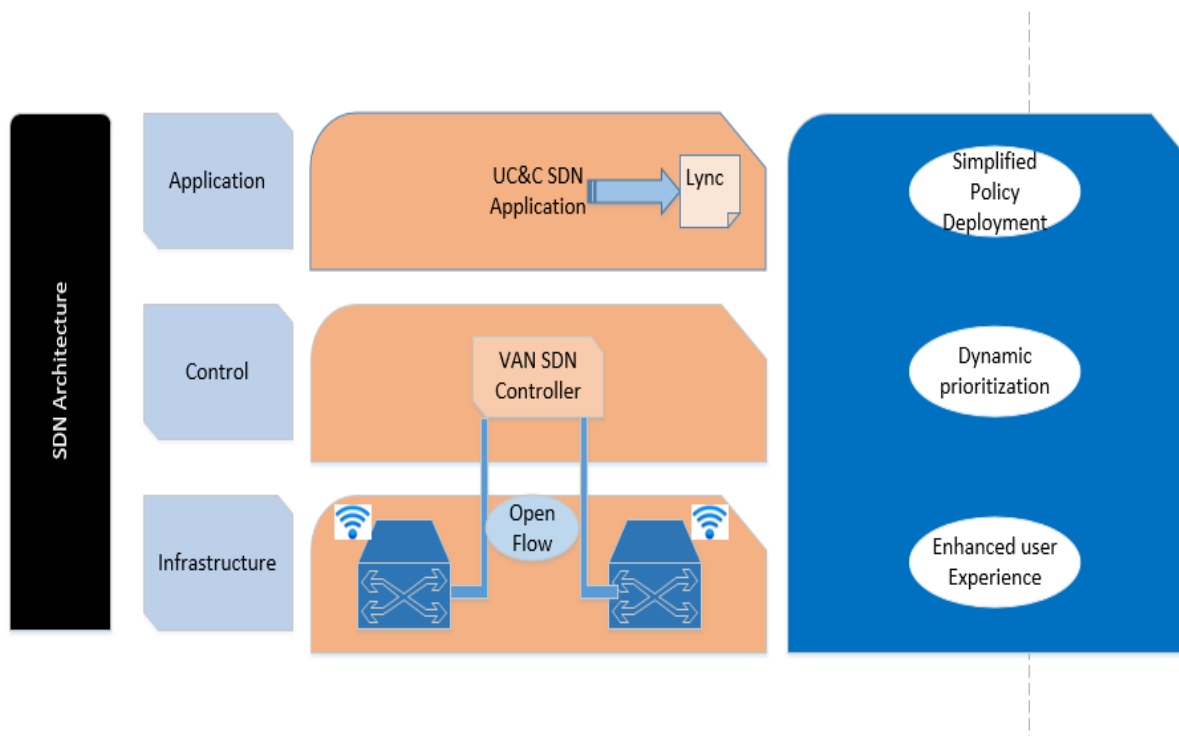 SDN Architecture
Application
UC&C SDN
Application
Lync
Simplified
Policy
Deployment
Control
VAN SDN
Controller
Dynamic
prioritization
Infrastructure
Open
Flow
Enhanced user
Experience